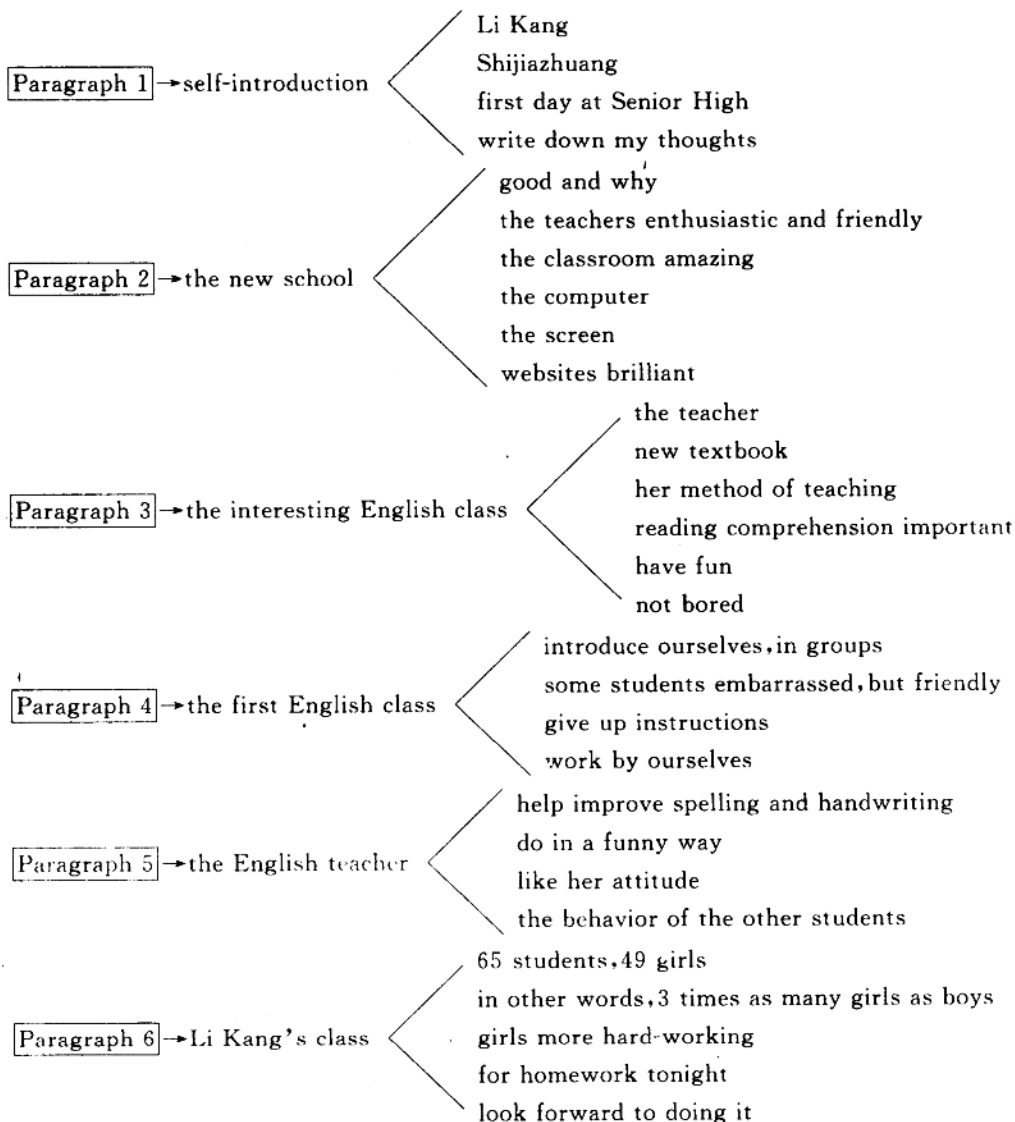 Li Kang
Shijiazhuang
Paragraph 1→self-introduction
first day at Senior High
write down my thoughts
good and why
the teachers enthusiastic and friendly
the classroom amazing
Paragraph 2→the new school
the computer
the screen
websites brilliant
the teacher
new textbook
her method of teaching
Paragraph 3→the interesting English class
reading comprehension important
have fun
not bored
introduce ourselves,in groups
some students embarrassed,but friendly
Paragraph 4→the first English class
give up instructions
work by ourselves
help improve spelling and handwriting
do in a funny way
Paragraph 5→the English teacher
like her attitude
the behavior of the other students
65 students,49 girls
in other words,3 times as many girls as boys
Paragraph 6→Li Kang's class
girls more hard-working
for homework tonight
look forward to doing it